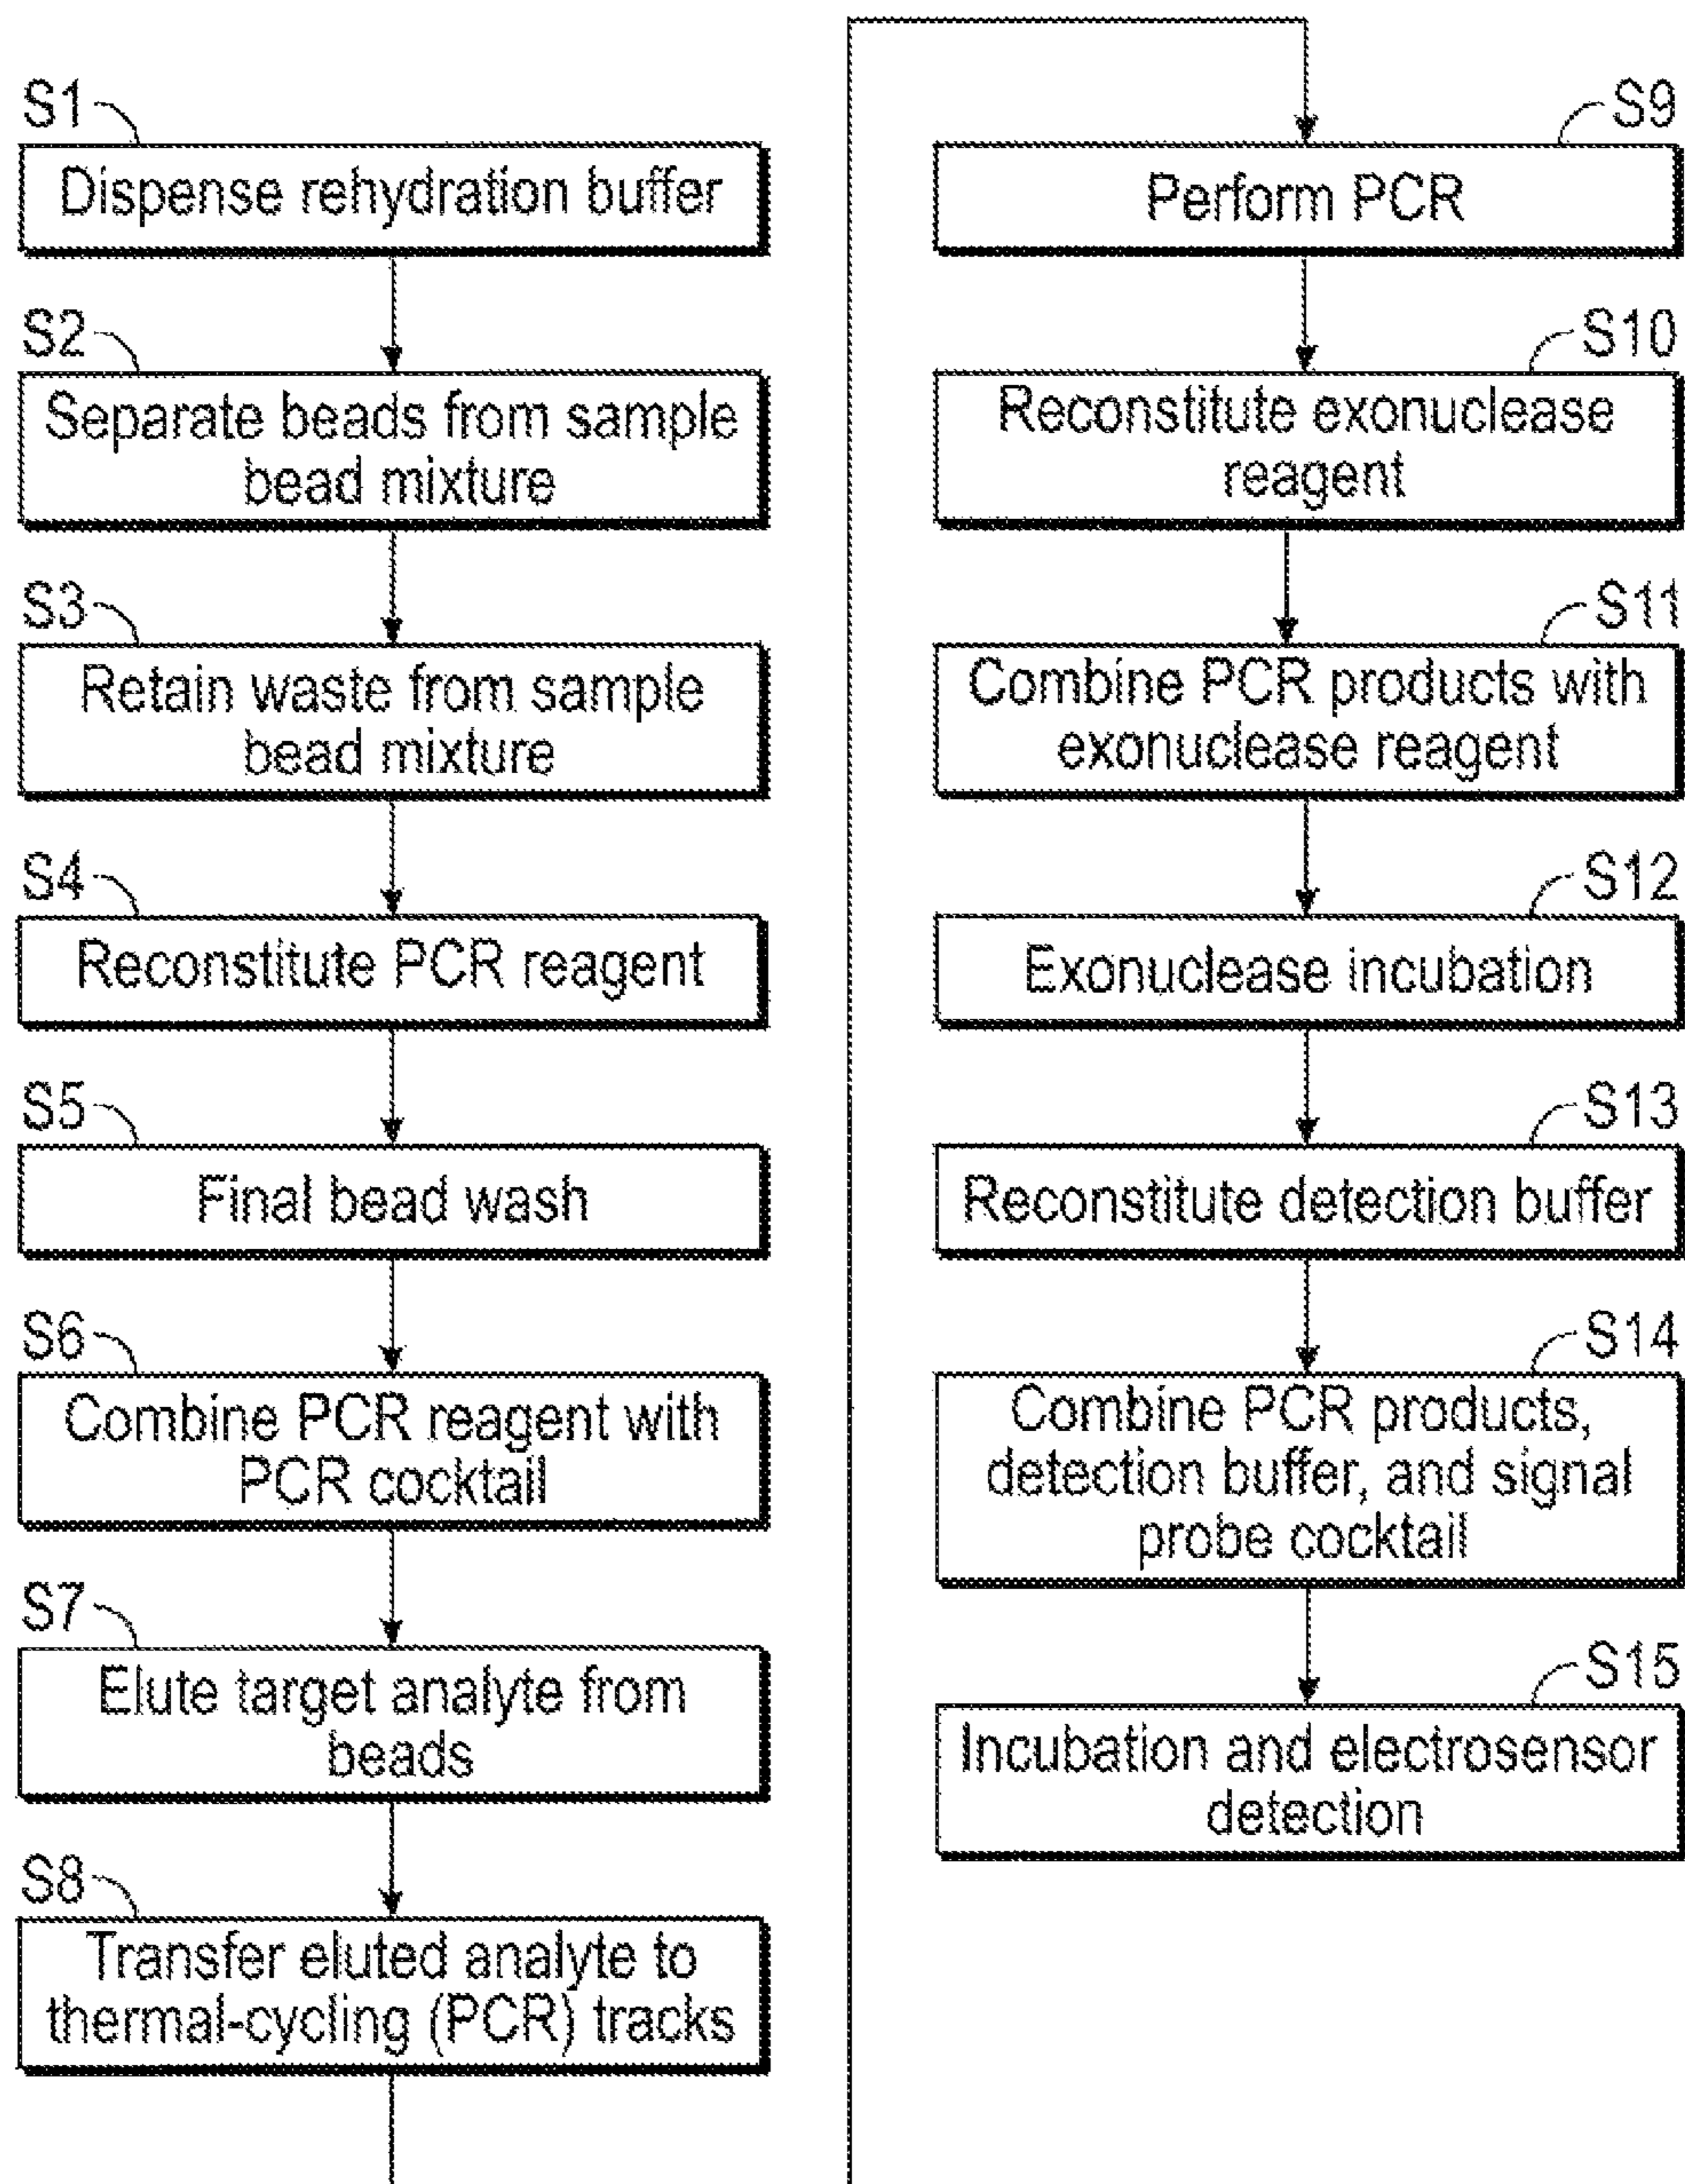 S1
Dispense rehydration buffer
S2
Separate beads from sample
bead mixture
S3
Retain waste from sample
bead mixture
S4
Reconstitute PCR reagent
S5
Final bead wash
S6
Combine PCR reagent with
PCR cocktail
S7
Elute target analyte from
beads
S8
Transfer eluted analyte to
thermal-cycling (PCR) tracks
S9
Perform PCR
S10
Reconstitute exonuclease
reagent
S11
Combine PCR products with
exonuclease reagent
S12
Exonuclease incubation
S13
Reconstitute detection buffer
S14
Combine PCR products,
detection buffer, and signal
probe cocktail
S15
Incubation and electrosensor
detection